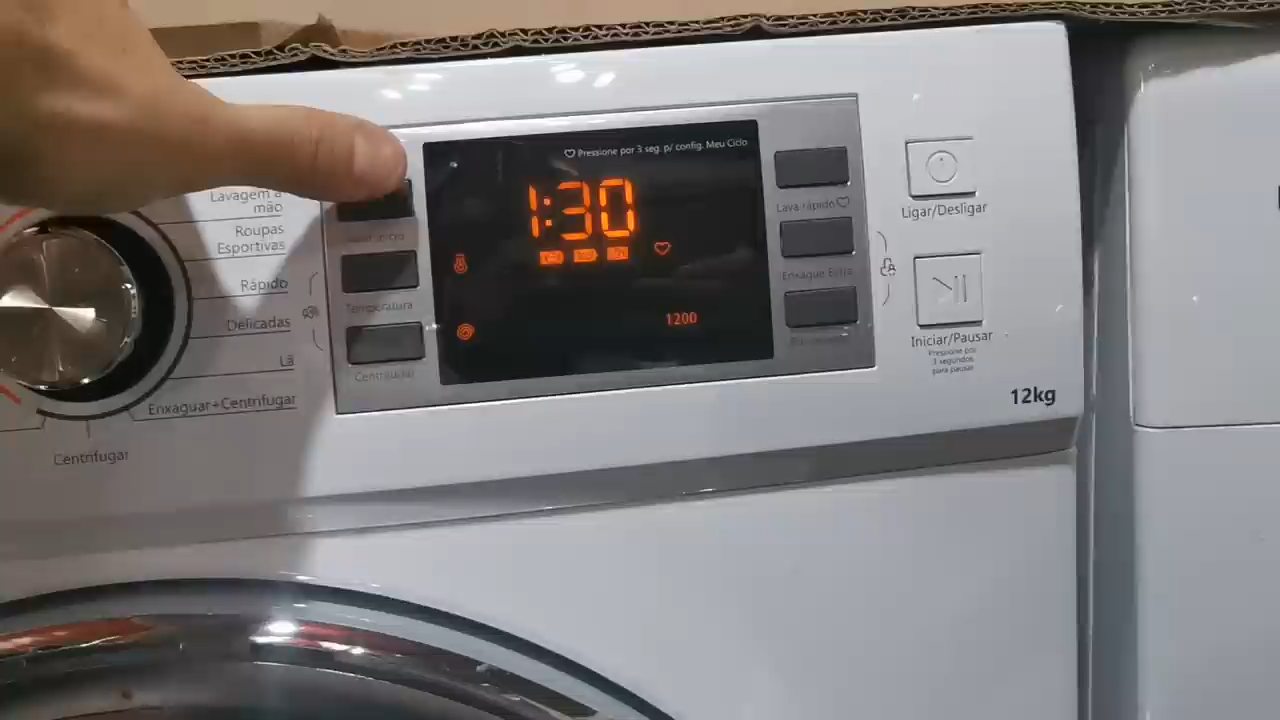 Pressione por 3 seg. p/ config. Meu Ciclo
1:30
1200
Lavagem à
mão
Roupas
Esportivas
Rápido
Delicadas
Lã
Enxaguar+Centrifugar
Centrifugar
Temperatura
Centrifugar
Lava rápido
Enxague Extra
Ligar/Desligar
Iniciar/Pausar
Pressione por
3 segundos
para pausar
12kg